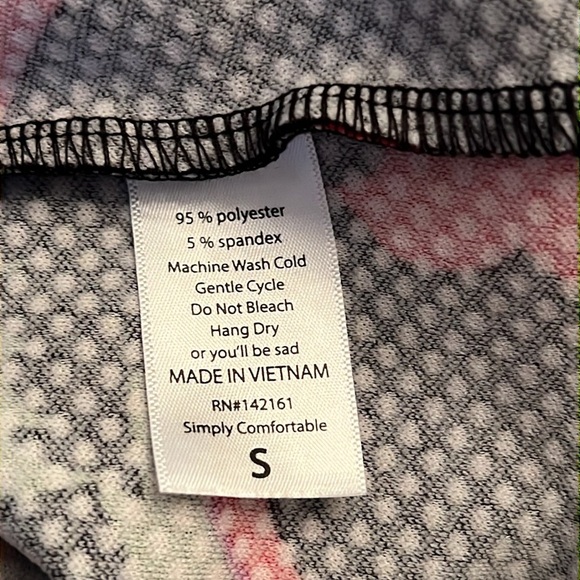 95 % polyester
5 % spandex
Machine Wash Cold
Gentle Cycle
Do Not Bleach
Hang Dry
or you'll be sad
MADE IN VIETNAM
RN#142161
Simply Comfortable
S